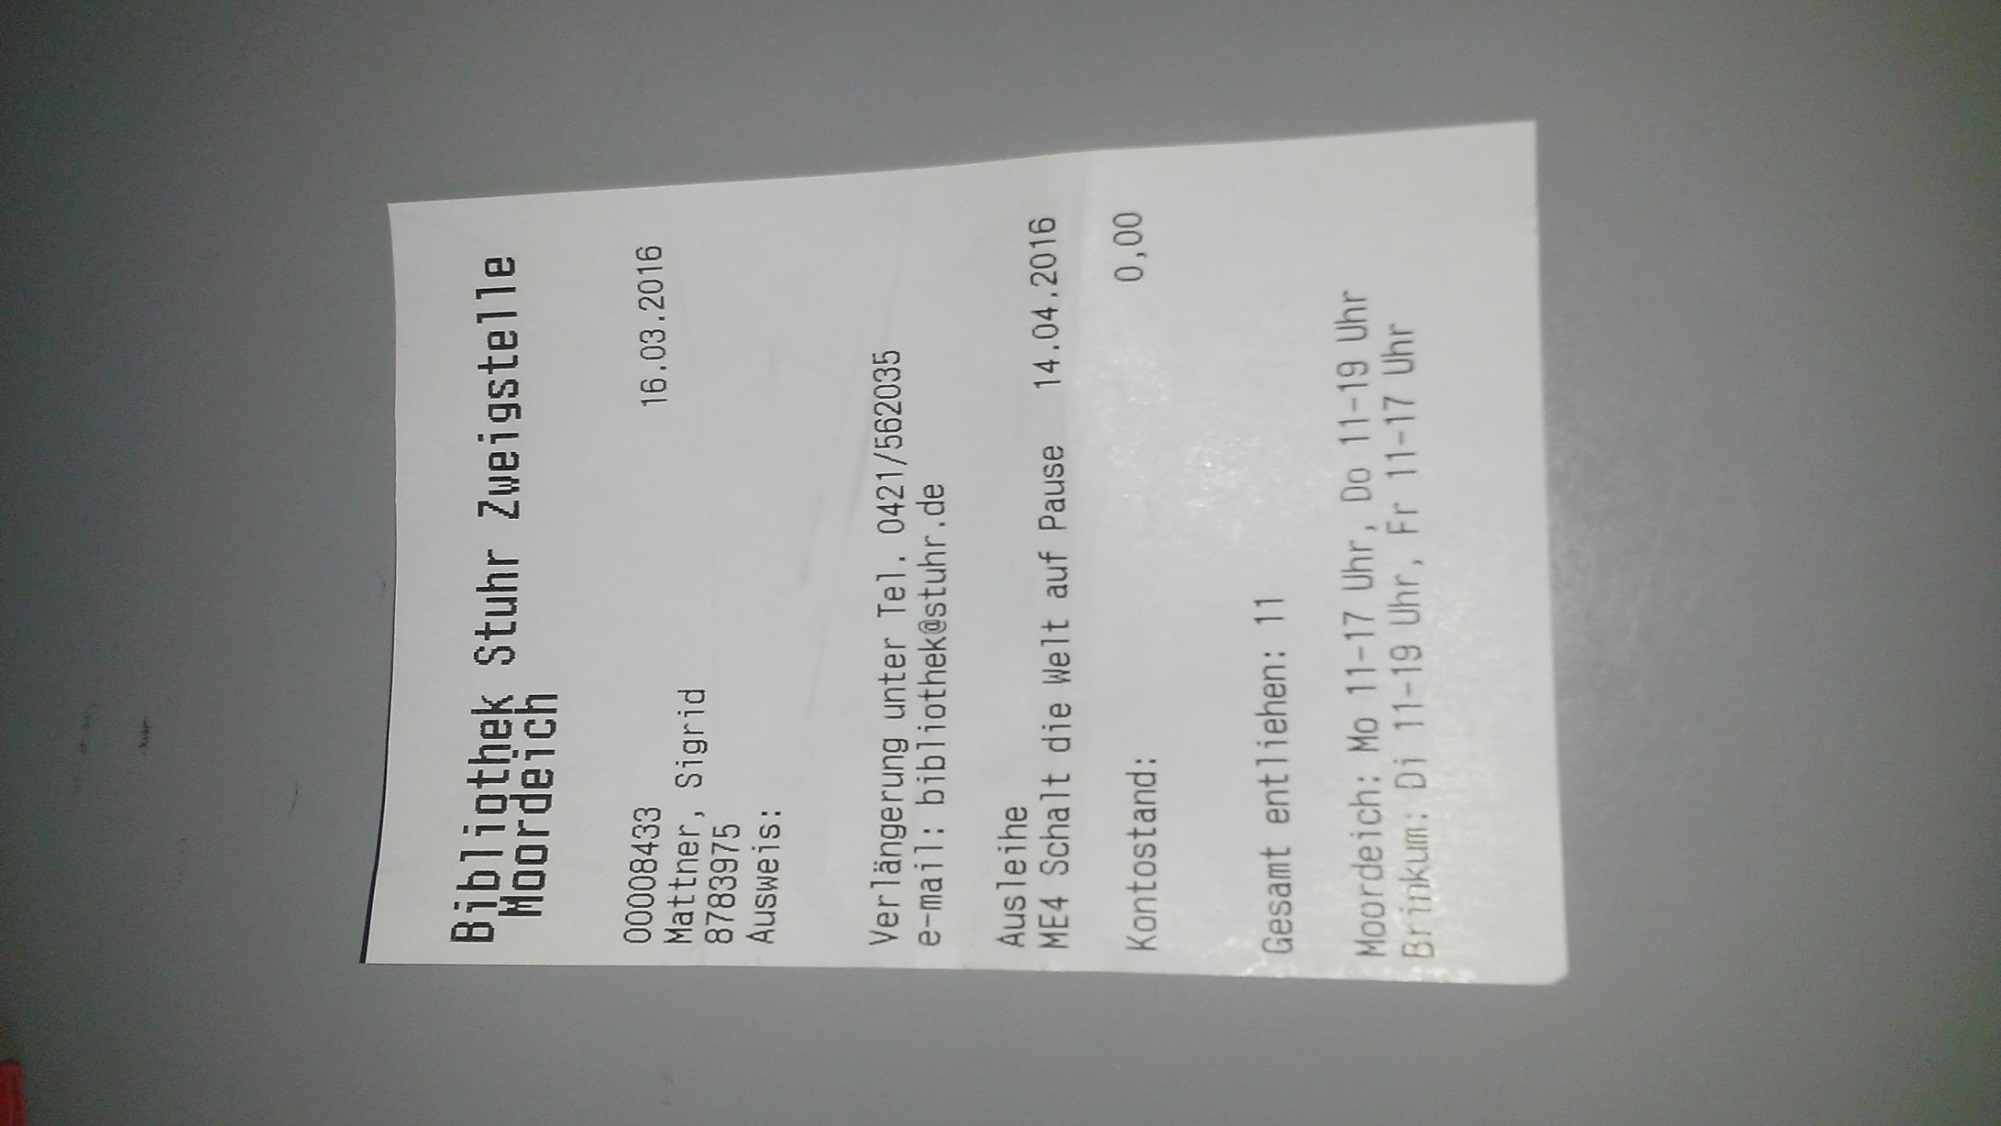 Bibliothek Stuhr Zweigstelle
Moordeich
00008433 16.03.2016
Mattner, Sigrid
8783975
Ausweis:
Verlängerung unter Tel. 0421/562035
e-mail: bibliothek@stuhr.de
Ausleihe
ME4 Schalt die Welt auf Pause 14.04.2016
Kontostand: 0,00
Gesamt entliehen: 11
Moordeich: Mo 11-17 Uhr, Do 11-19 Uhr
Brinkum: Di 11-19 Uhr, Fr 11-17 Uhr